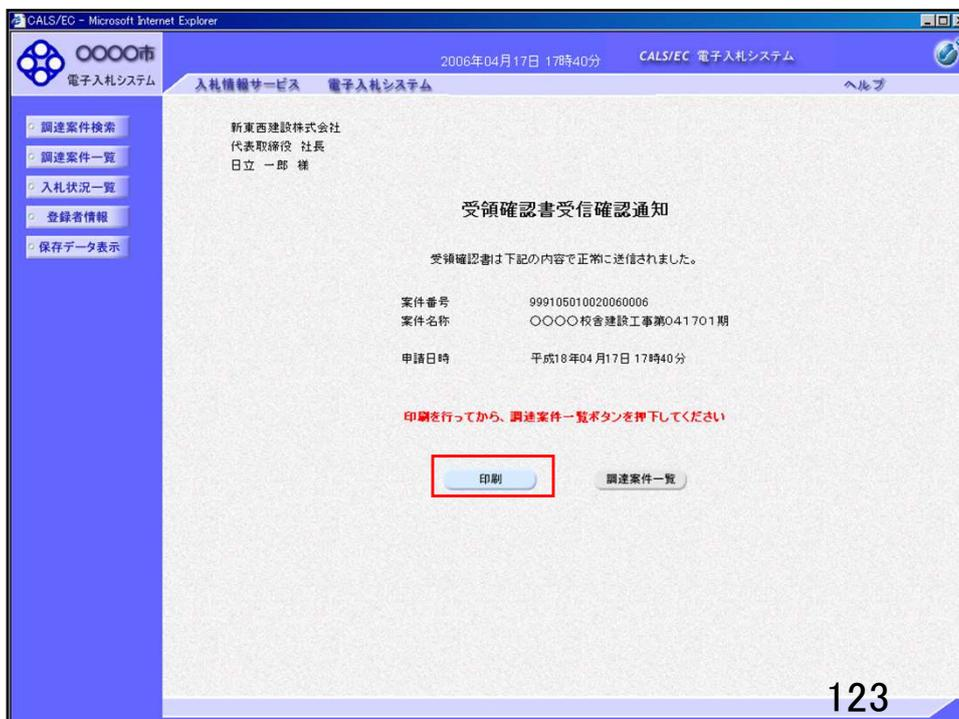 CALS/EC - Microsoft Internet Explorer
〇〇〇〇市
電子入札システム
2006年04月17日 17時40分
CALS/EC 電子入札システム
入札情報サービス
電子入札システム
ヘルプ
調達案件検索
調達案件一覧
入札状況一覧
登録者情報
保存データ表示
新東西建設株式会社
代表取締役 社長
日立 一郎 様
受領確認書受信確認通知
受領確認書は下記の内容で正常に送信されました。
案件番号 999105010020060006
案件名称 〇〇〇〇校舎建設工事第041701期
申請日時 平成18年04月17日 17時40分
印刷を行ってから、調達案件一覧ボタンを押下してください
印刷
調達案件一覧
123